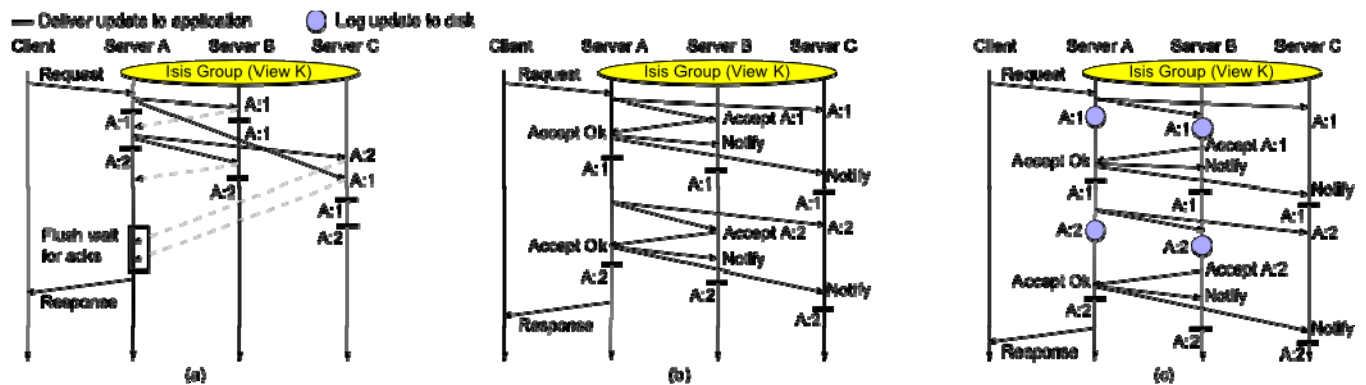 Deliver update to application
Log update to disk
Client Server A Server B Server C
Isis Group (View K)
Request
A:1
A:1
A:1
A:2
A:2
A:1
A:2
A:1
A:2
Flush wait
for acks
Response
(a)
Client Server A Server B Server C
Isis Group (View K)
Request
A:1
Accept A:1
Accept Ok
Notify
A:1
Notify
A:1
A:1
A:2
Accept A:2
Accept Ok
Notify
A:2
Notify
A:2
A:2
Response
(b)
Client Server A Server B Server C
Isis Group (View K)
Request
A:1
A:1
A:1
Accept A:1
Accept Ok
Notify
Notify
A:1
A:1
A:1
A:2
A:2
A:2
Accept A:2
Accept Ok
Notify
A:2
Notify
A:2
A:2
Response
(c)